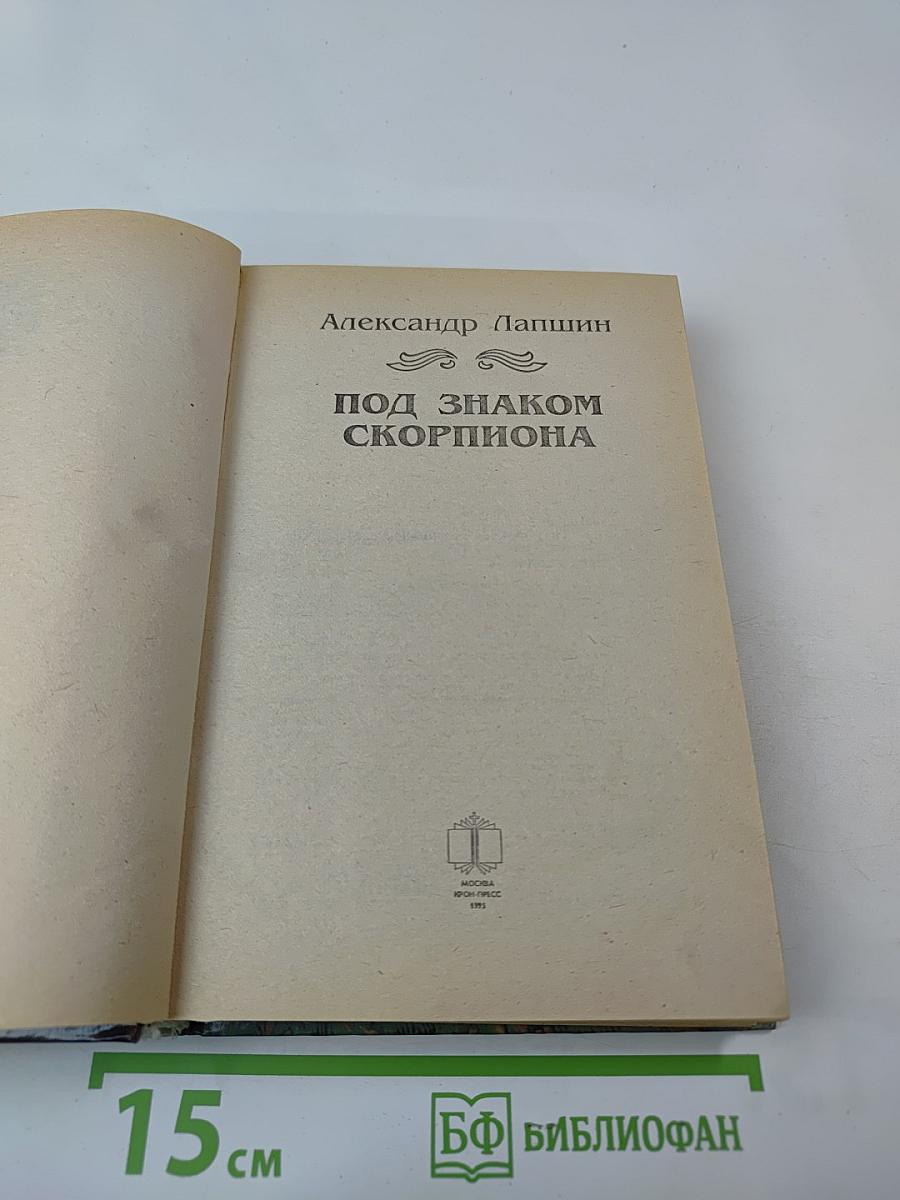 Александр Лапшин
ПОД ЗНАКОМ
СКОРПИОНА
МОСКВА
КРОН-ПРЕСС
1995
15 см
БФ БИБЛИОФАН